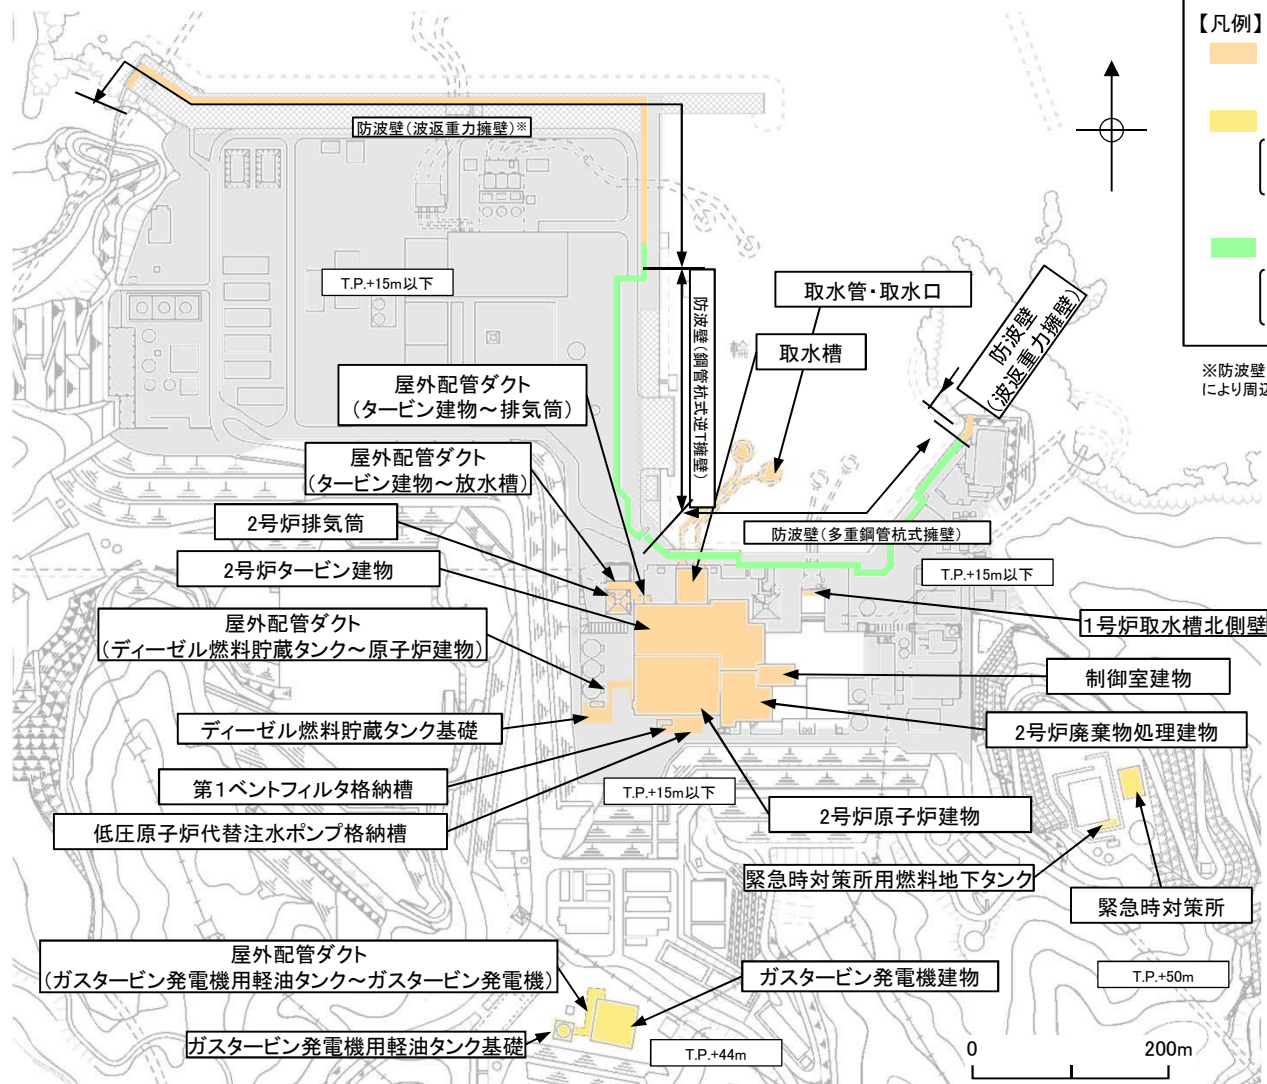 【凡例】
※防波壁
により周辺
防波壁(波返重力擁壁)※
T.P.+15m以下
防波壁(鋼管杭式逆T擁壁)
取水管・取水口
取水槽
輪
防波壁
(波返重力擁壁)
屋外配管ダクト
(タービン建物～排気筒)
屋外配管ダクト
(タービン建物～放水槽)
2号炉排気筒
2号炉タービン建物
防波壁(多重鋼管杭式擁壁)
T.P.+15m以下
屋外配管ダクト
(ディーゼル燃料貯蔵タンク～原子炉建物)
1号炉取水槽北側壁
制御室建物
ディーゼル燃料貯蔵タンク基礎
2号炉廃棄物処理建物
第1ベントフィルタ格納槽
T.P.+15m以下
2号炉原子炉建物
低圧原子炉代替注水ポンプ格納槽
緊急時対策所用燃料地下タンク
緊急時対策所
屋外配管ダクト
(ガスタービン発電機用軽油タンク～ガスタービン発電機)
ガスタービン発電機建物
T.P.+50m
ガスタービン発電機用軽油タンク基礎
T.P.+44m
0 200m